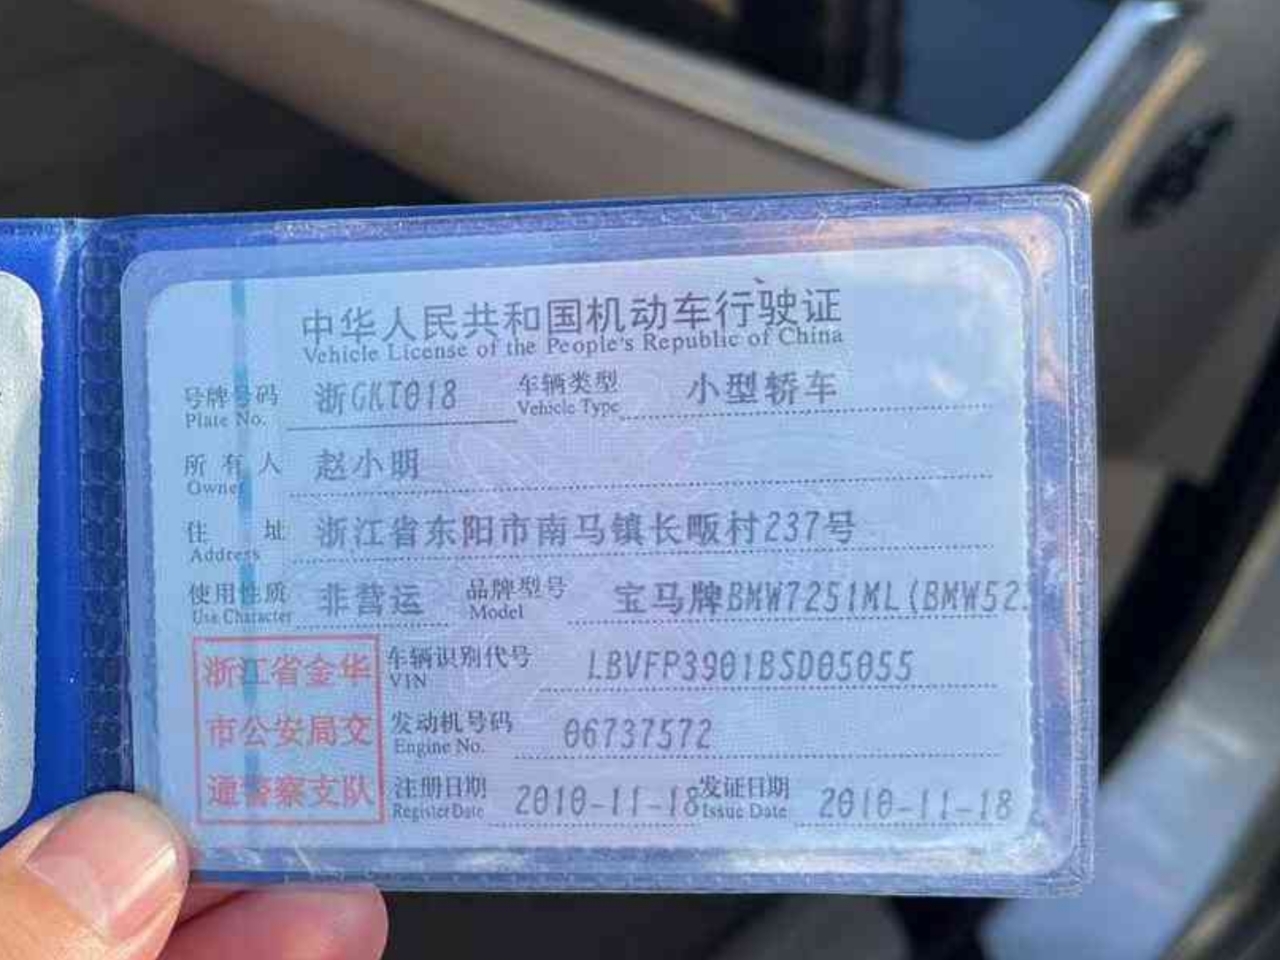 中华人民共和国机动车行驶证
Vehicle License of the People's Republic of China
号牌号码 浙GKT018 车辆类型 小型轿车
Plate No. Vehicle Type
所有人 赵小明
Owner
住址 浙江省东阳市南马镇长畈村237号
Address
使用性质 非营运 品牌型号 宝马牌BMW7251ML(BMW52
Use Character Model
浙江省金华 车辆识别代号 LBVFP3901BSD05055
VIN
市公安局交 发动机号码 06737572
Engine No.
通警察支队 注册日期 2010-11-18 发证日期 2010-11-18
Register Date Issue Date